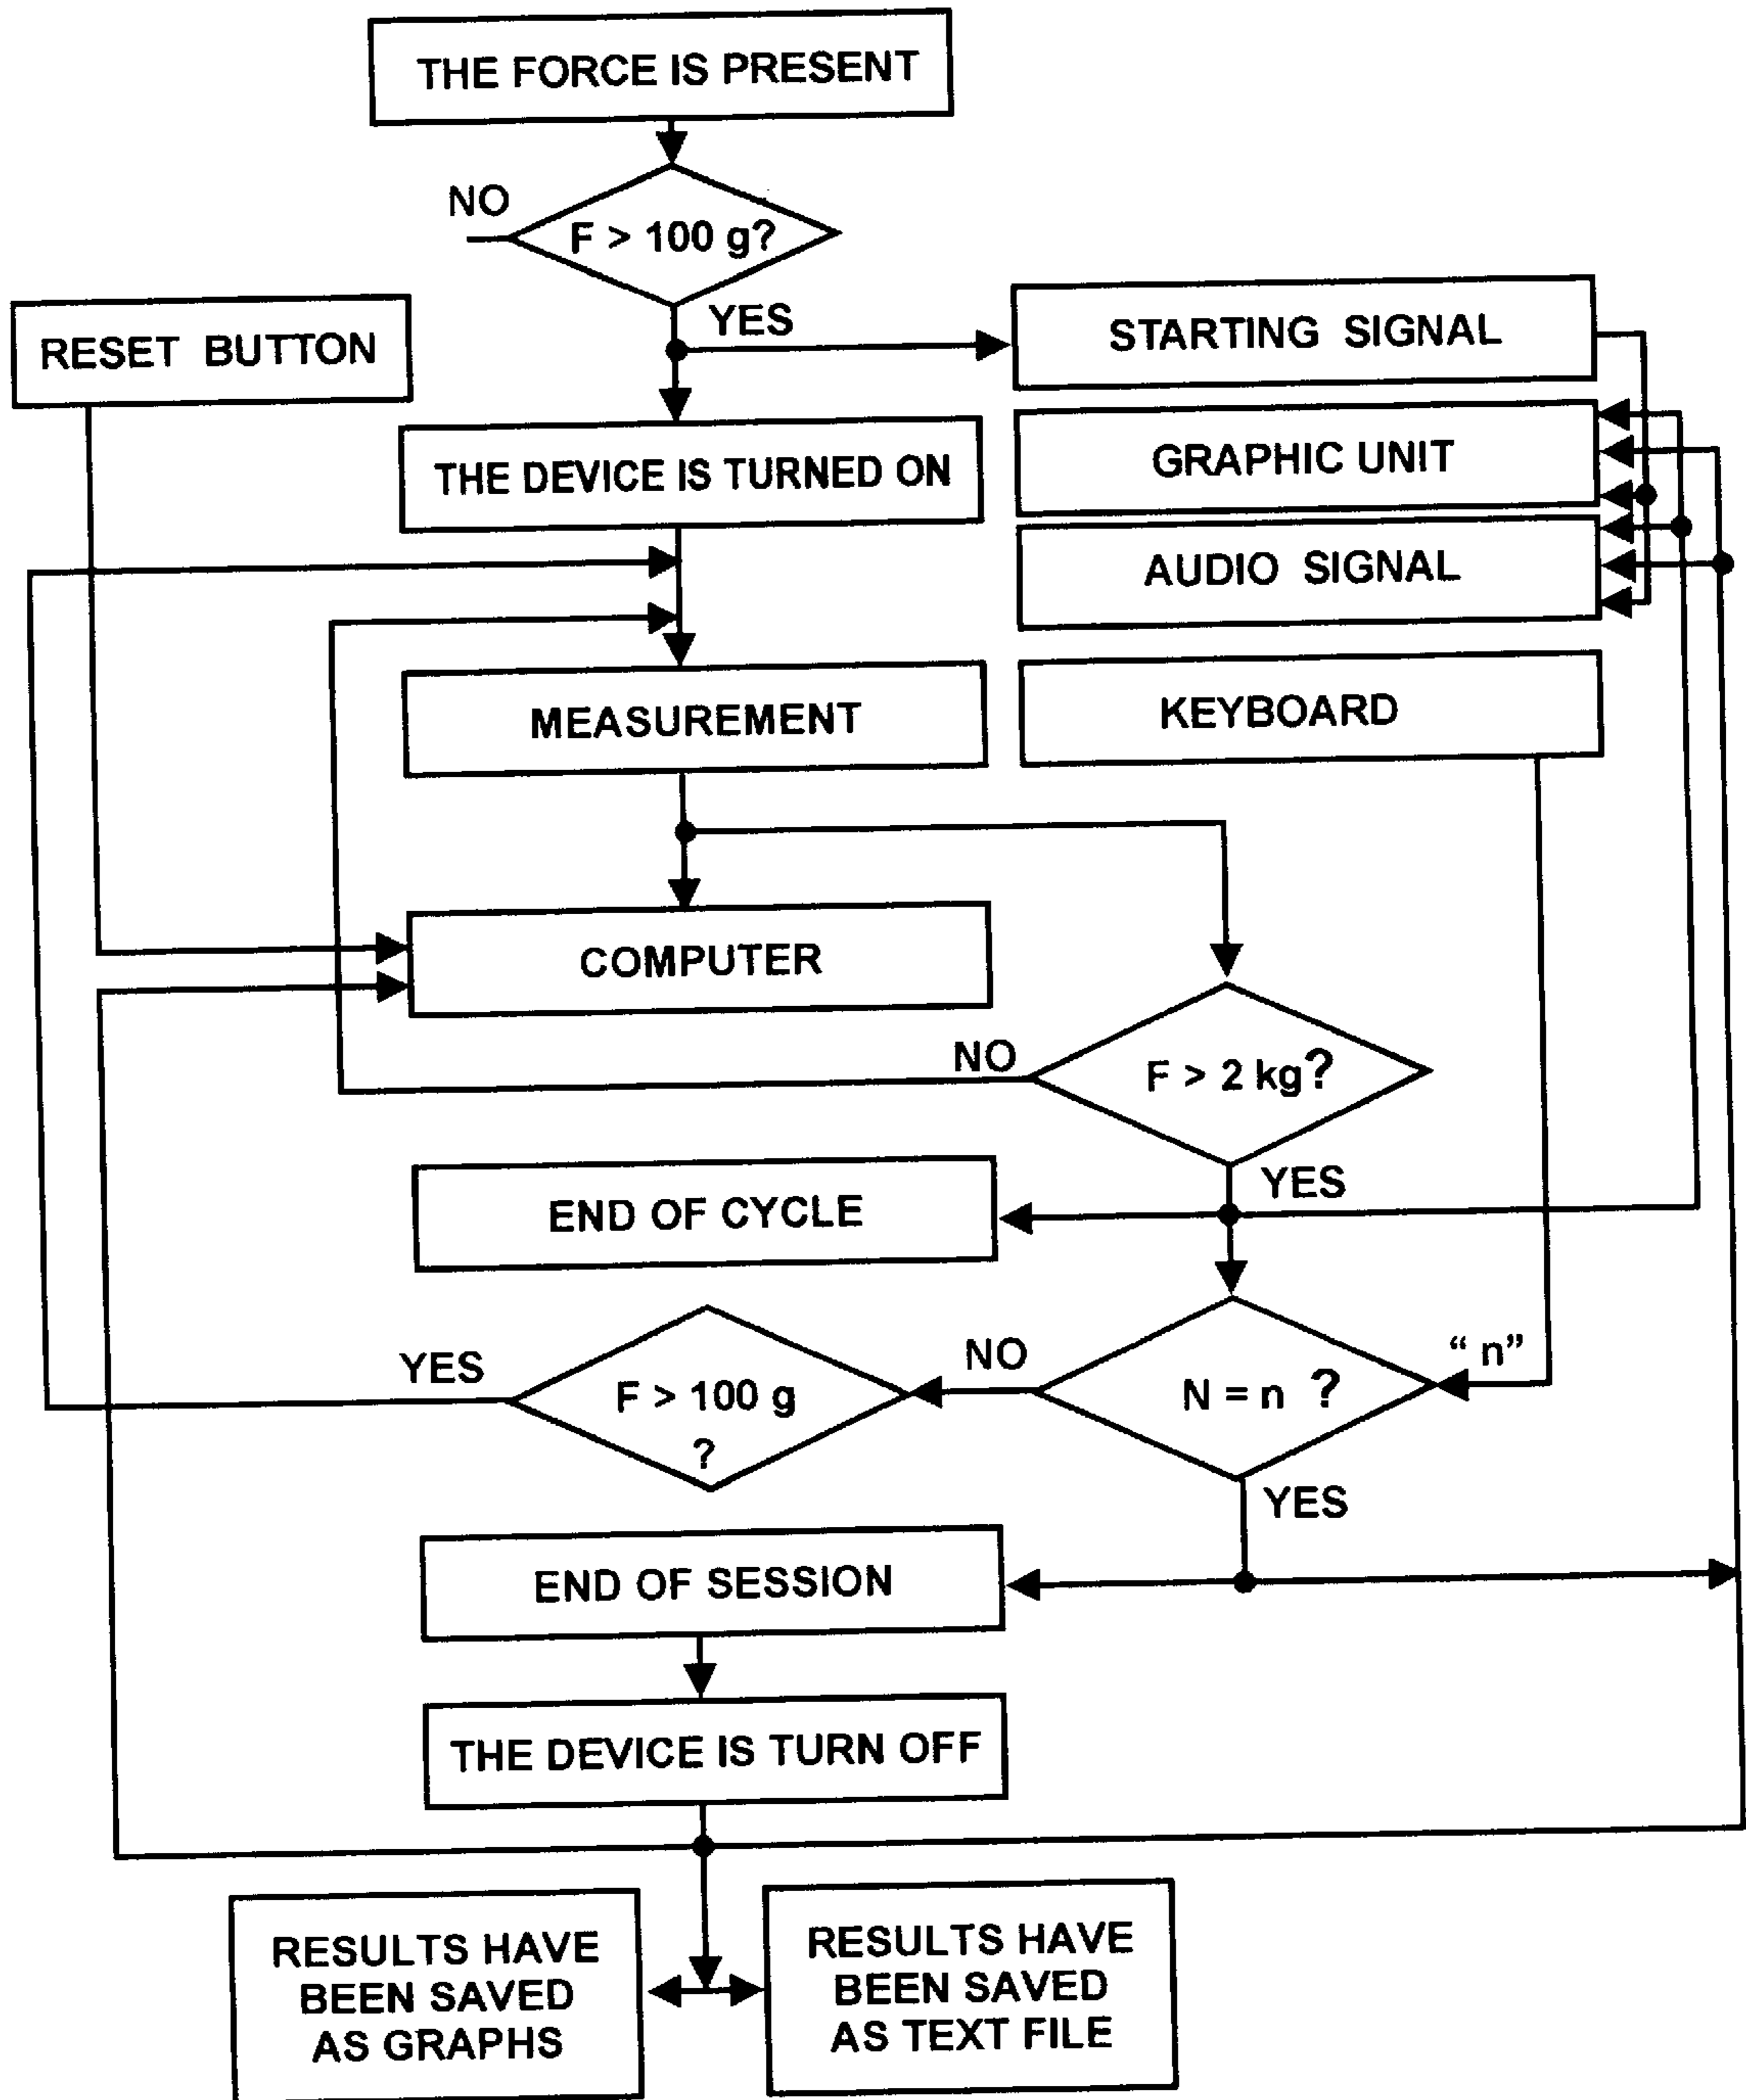 THE FORCE IS PRESENT
NO
F > 100 g?
YES
STARTING SIGNAL
RESET BUTTON
GRAPHIC UNIT
THE DEVICE IS TURNED ON
AUDIO SIGNAL
MEASUREMENT
KEYBOARD
COMPUTER
NO
F > 2 kg?
YES
END OF CYCLE
YES
F > 100 g
?
NO
N = n ?
“ n”
YES
END OF SESSION
THE DEVICE IS TURN OFF
RESULTS HAVE
BEEN SAVED
AS GRAPHS
RESULTS HAVE
BEEN SAVED
AS TEXT FILE